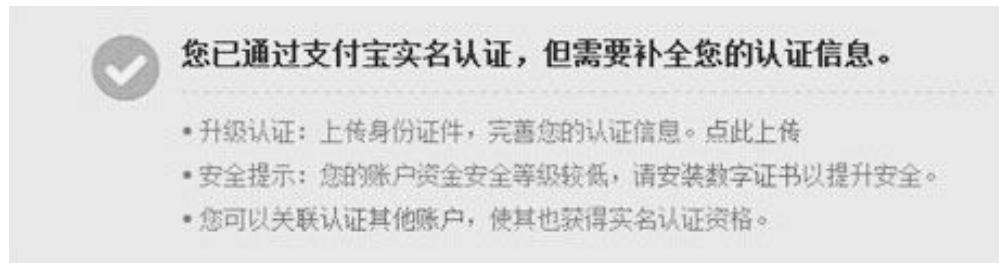 您已通过支付宝实名认证，但需要补全您的认证信息。
• 升级认证：上传身份证件，完善您的认证信息。点此上传
• 安全提示：您的账户资金安全等级较低，请安装数字证书以提升安全。
• 您可以关联认证其他账户，使其也获得实名认证资格。